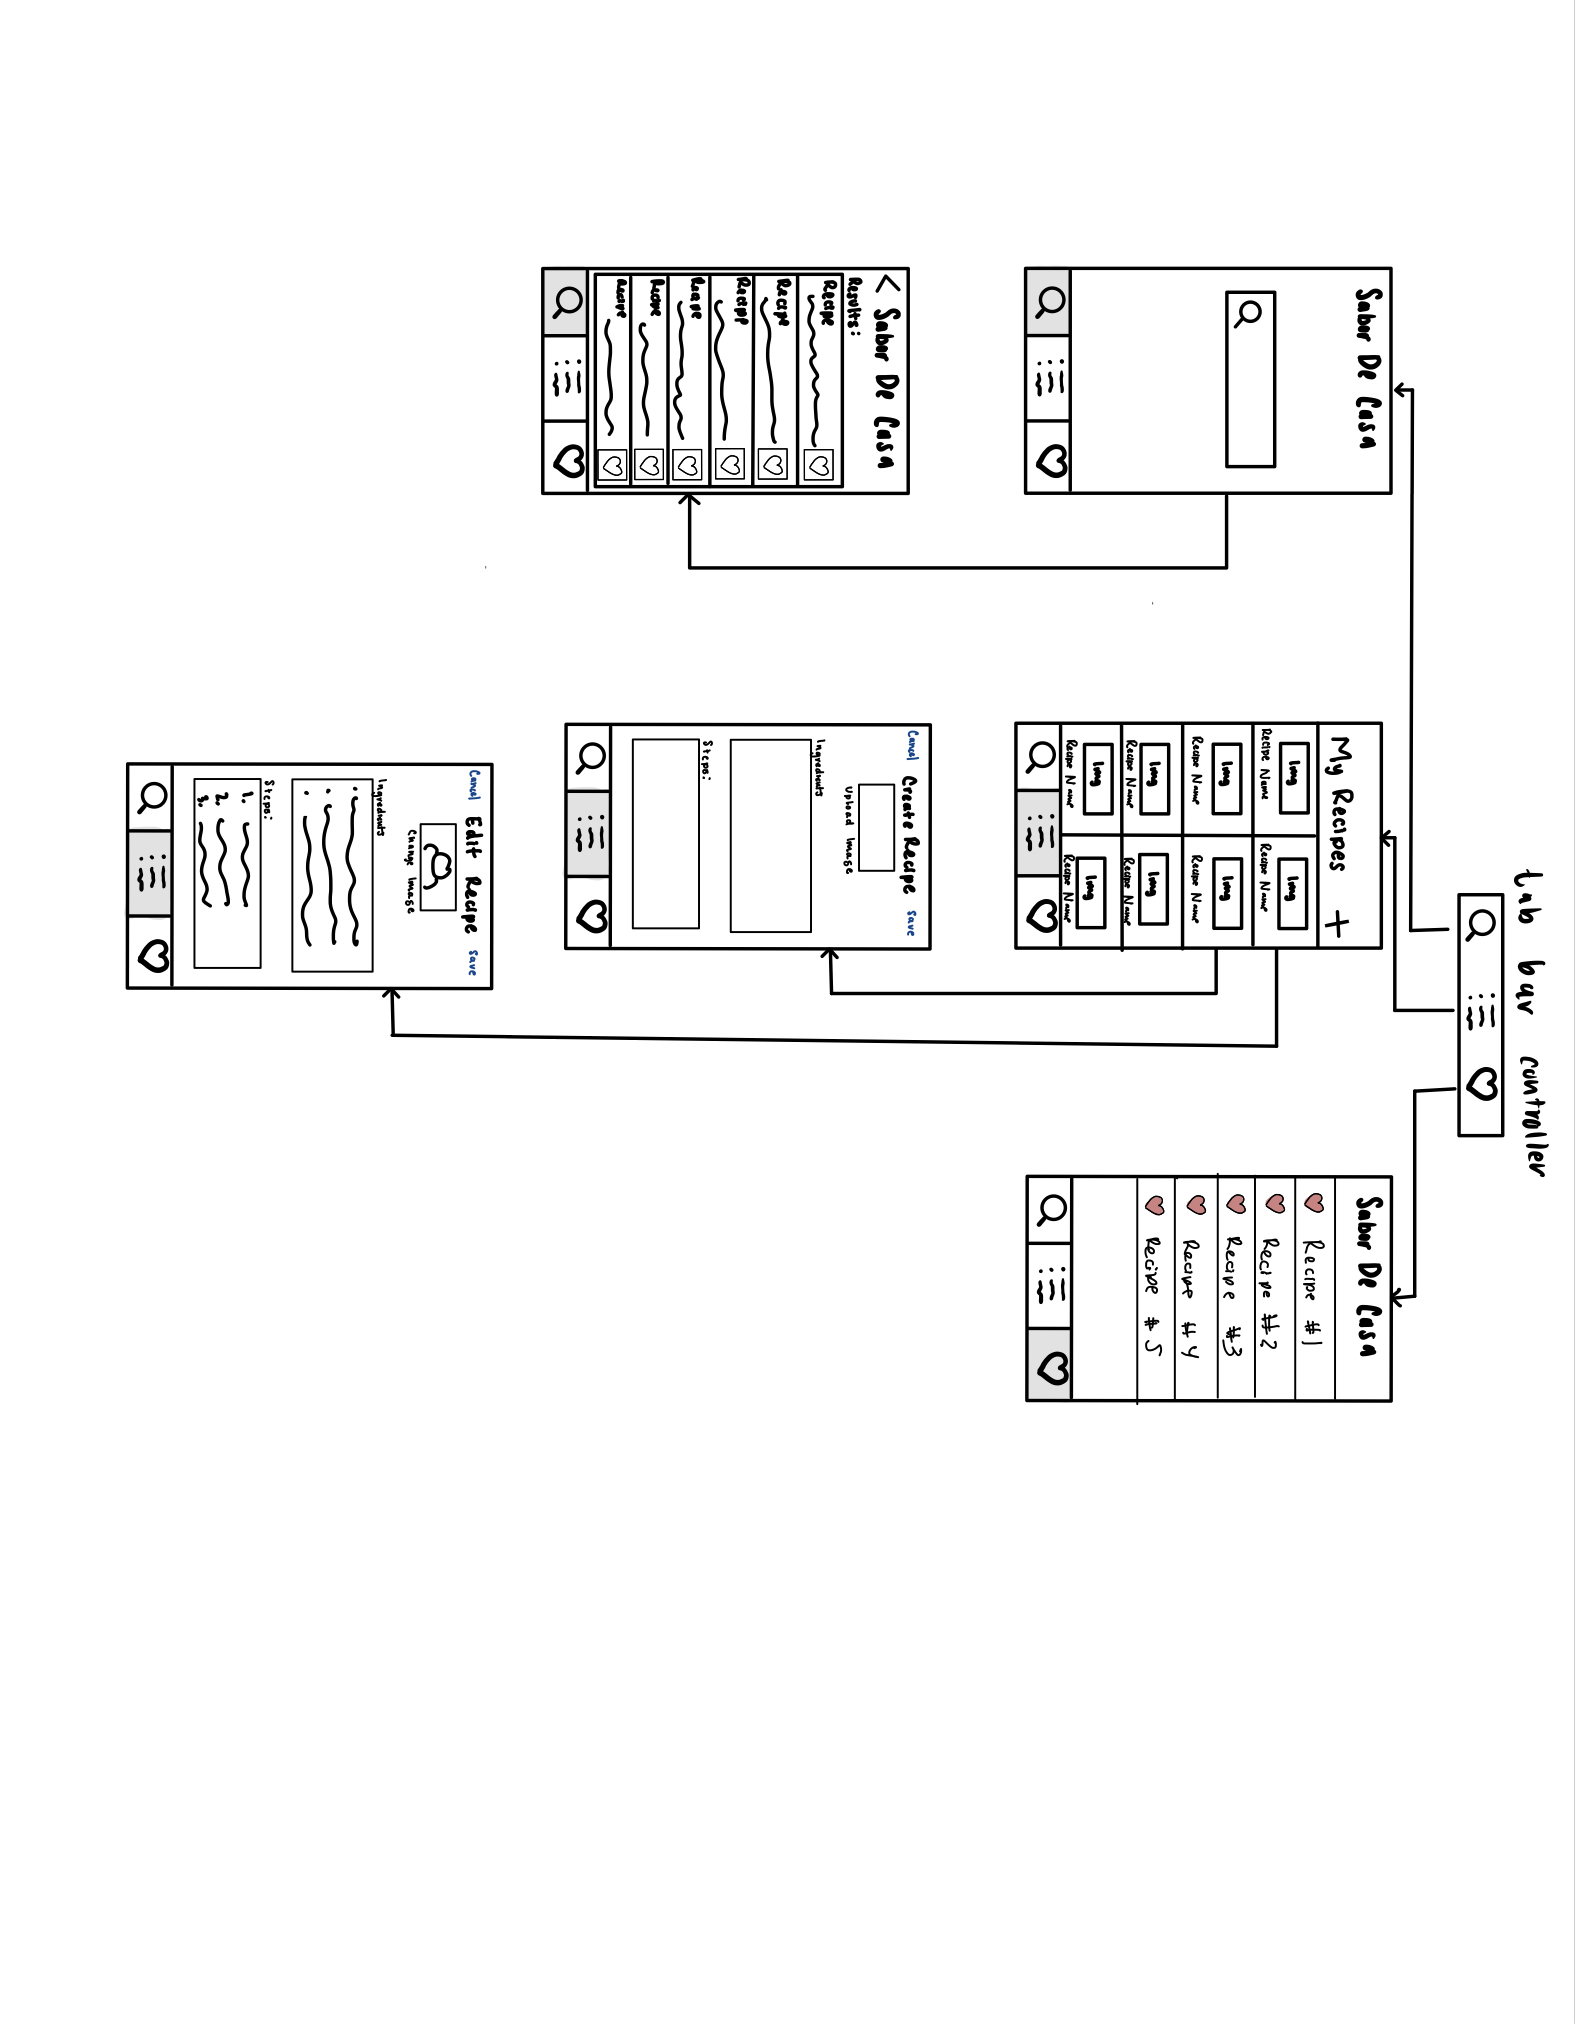 tab bar controller
Sabor De Casa
My Recipes +
Img Img
Recipe Name Recipe Name
Img Img
Recipe Name Recipe Name
Img Img
Recipe Name Recipe Name
Img Img
Recipe Name Recipe Name
Sabor De Casa
Recipe #1
Recipe #2
Recipe #3
Recipe #4
Recipe #5
< Sabor De Casa
Results:
Recipe
Recipe
Recipp
Recipe
Recipe
Recipe
Cancel Create Recipe Save
Upload Image
Ingredients
Steps:
Cancel Edit Recipe Save
Change Image
Ingredients
Steps:
1.
2.
3.